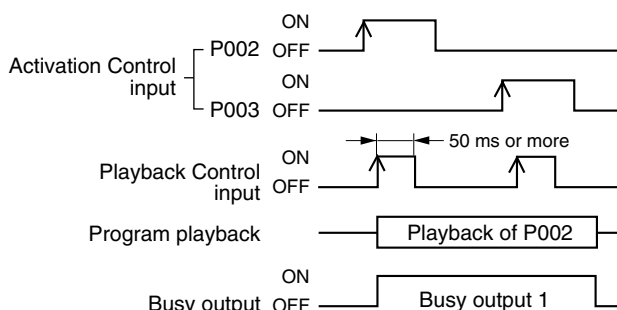 ON
P002 OFF
Activation Control
input
ON
P003 OFF
50 ms or more
ON
Playback Control
input
OFF
Program playback
Playback of P002
ON
Busy output OFF
Busy output 1